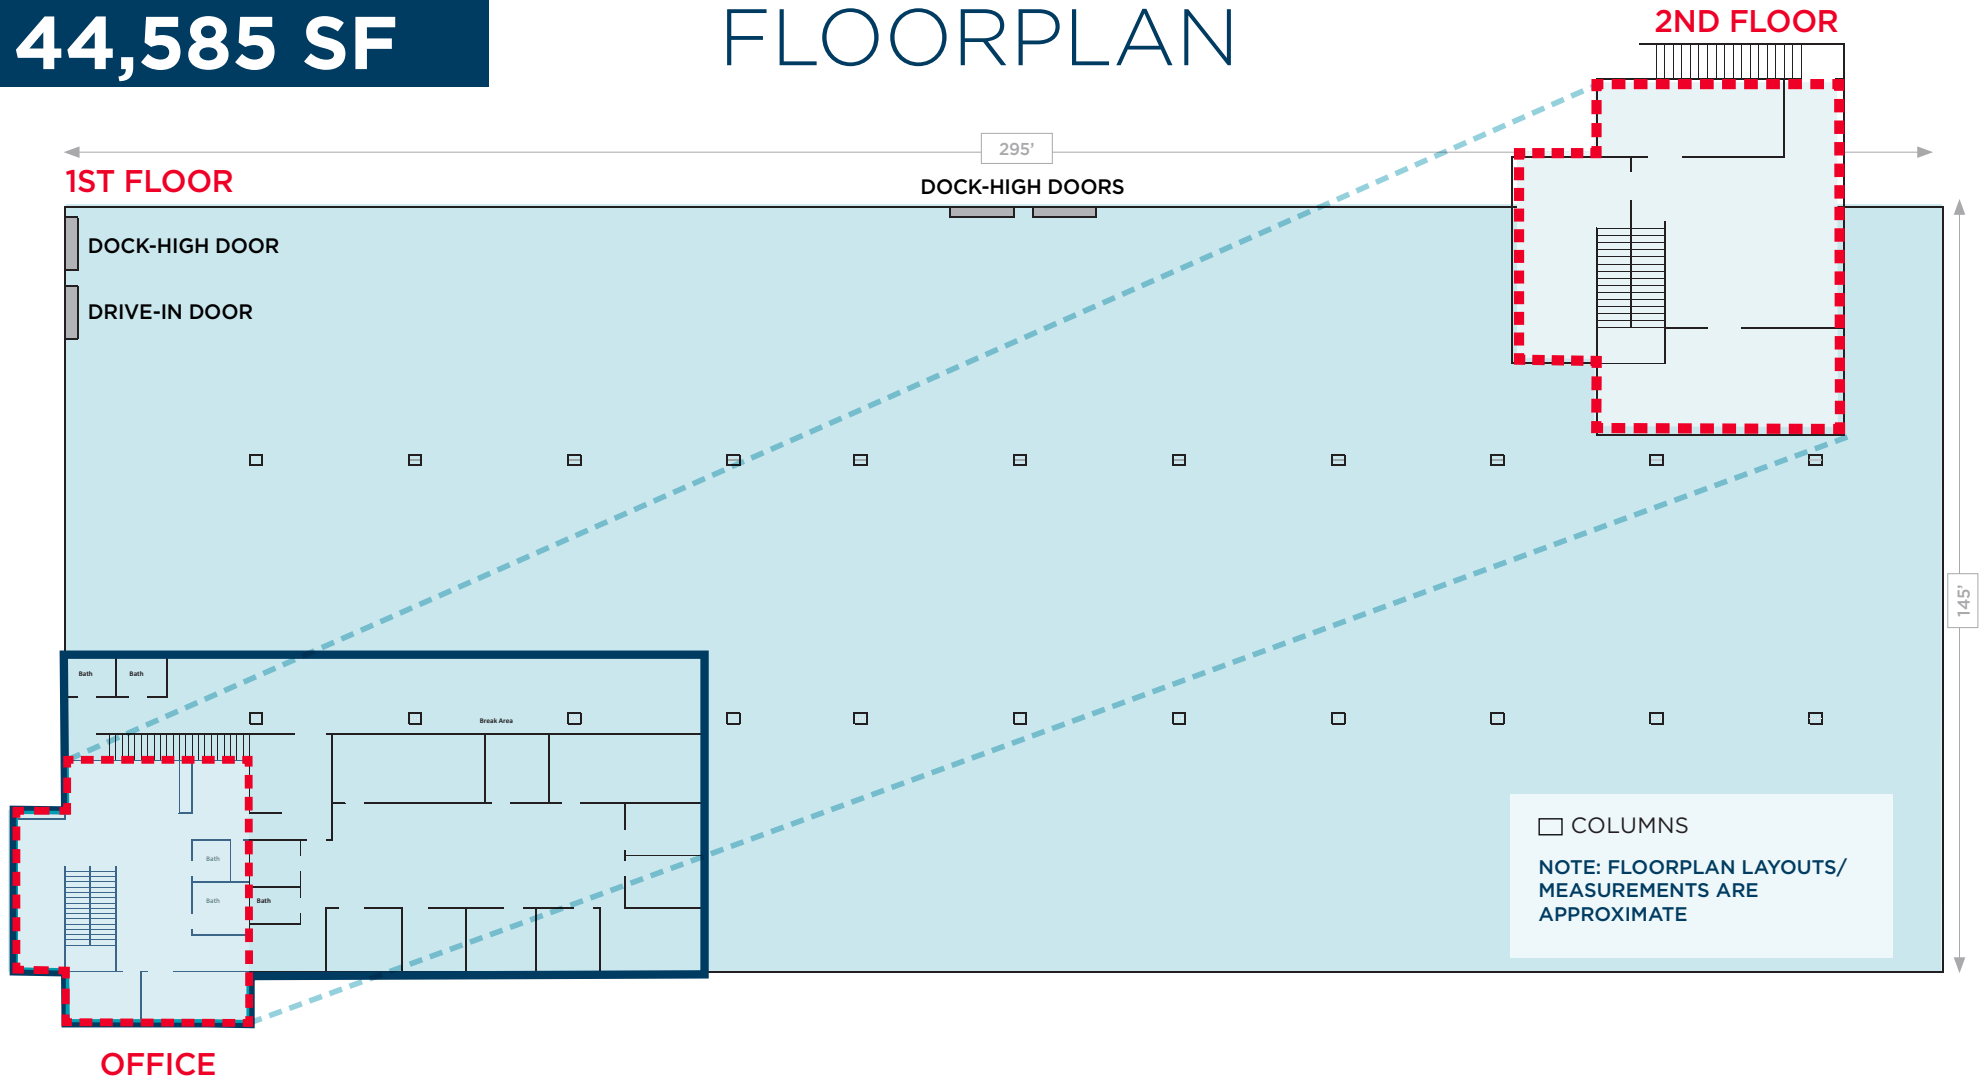 44,585 SF
FLOORPLAN
2ND FLOOR
295’
1ST FLOOR
DOCK-HIGH DOORS
DOCK-HIGH DOOR
DRIVE-IN DOOR
145’
Bath
Bath
Break Area
Bath
Bath
Bath
COLUMNS
NOTE: FLOORPLAN LAYOUTS/
MEASUREMENTS ARE
APPROXIMATE
OFFICE